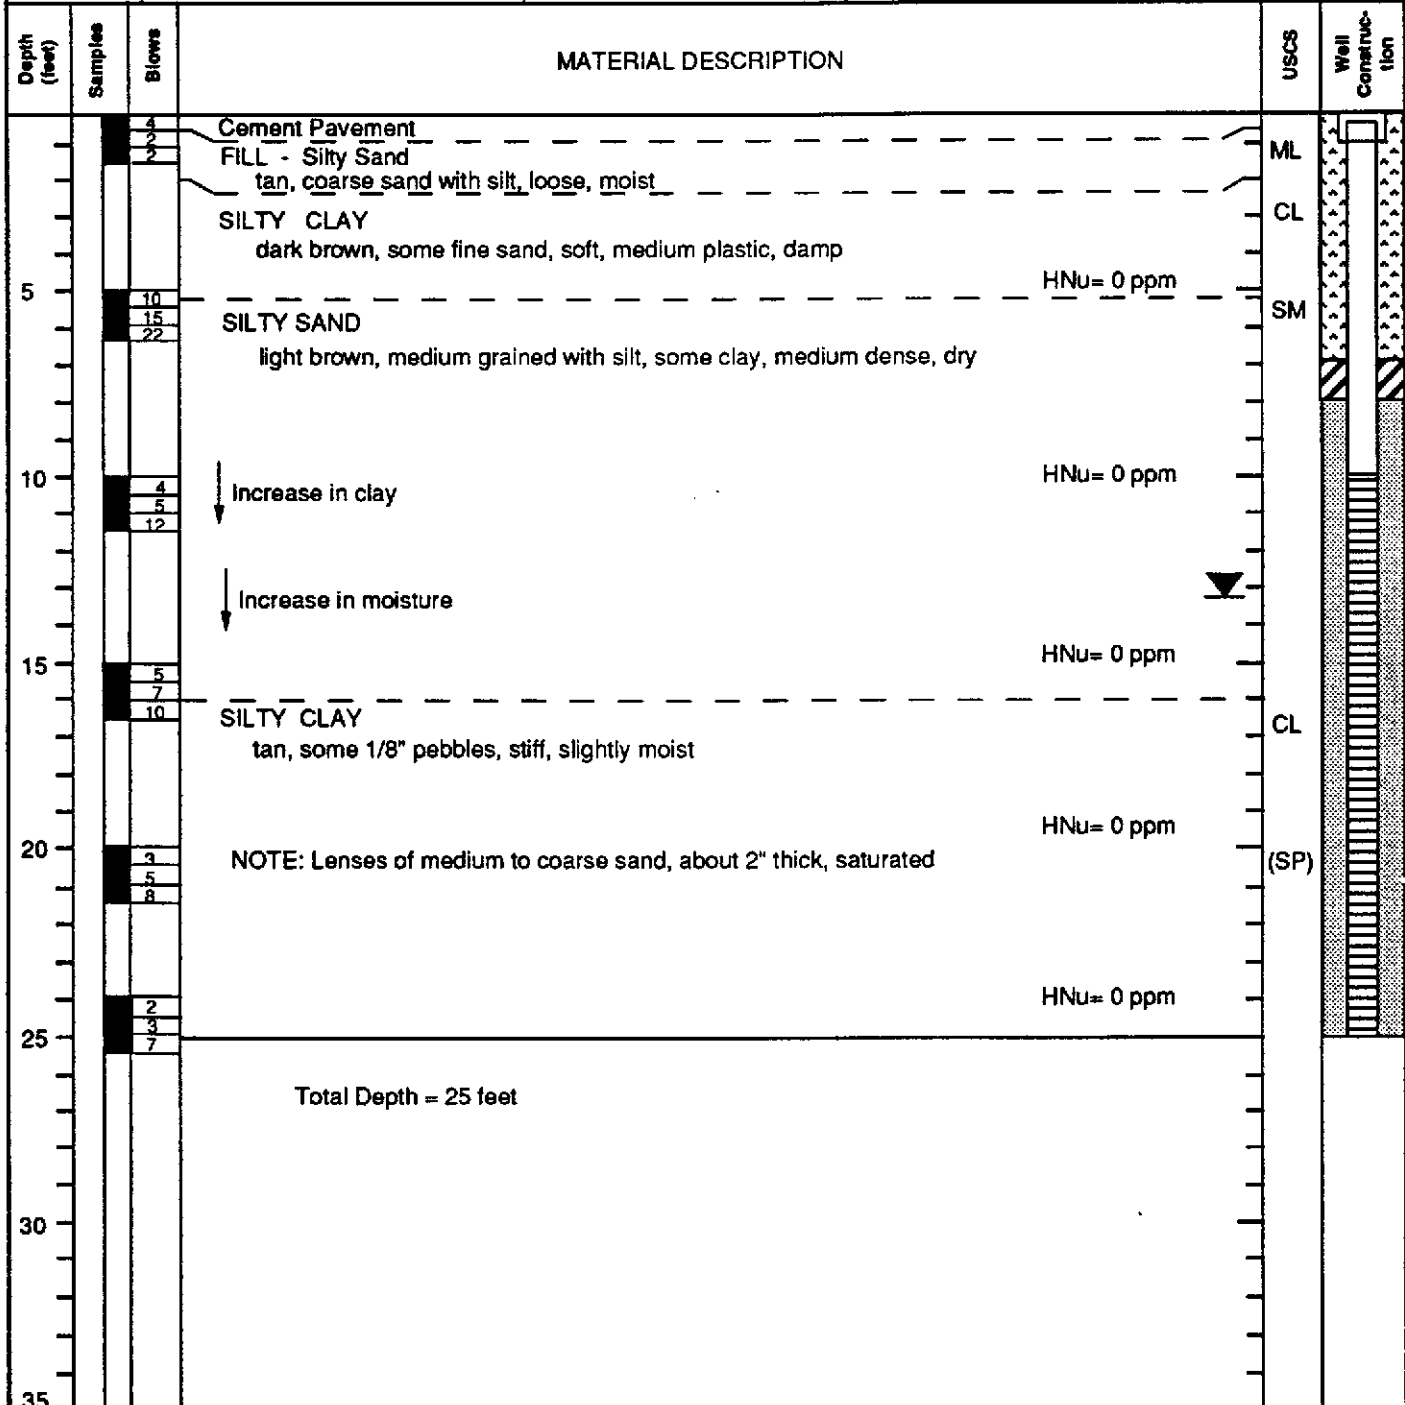 Depth (feet) Samples Blows MATERIAL DESCRIPTION USCS Well Construc- tion
4 Cement Pavement
2
2 FILL - Silty Sand ML
tan, coarse sand with silt, loose, moist
SILTY CLAY CL
dark brown, some fine sand, soft, medium plastic, damp
HNu= 0 ppm
5 10
15 SILTY SAND SM
22
light brown, medium grained with silt, some clay, medium dense, dry
10 HNu= 0 ppm
4 Increase in clay
5
12
Increase in moisture
15 HNu= 0 ppm
5
7
10 SILTY CLAY CL
tan, some 1/8" pebbles, stiff, slightly moist
HNu= 0 ppm
20
3 NOTE: Lenses of medium to coarse sand, about 2" thick, saturated (SP)
5
8
HNu= 0 ppm
2
3
25 7
Total Depth = 25 feet
30
35